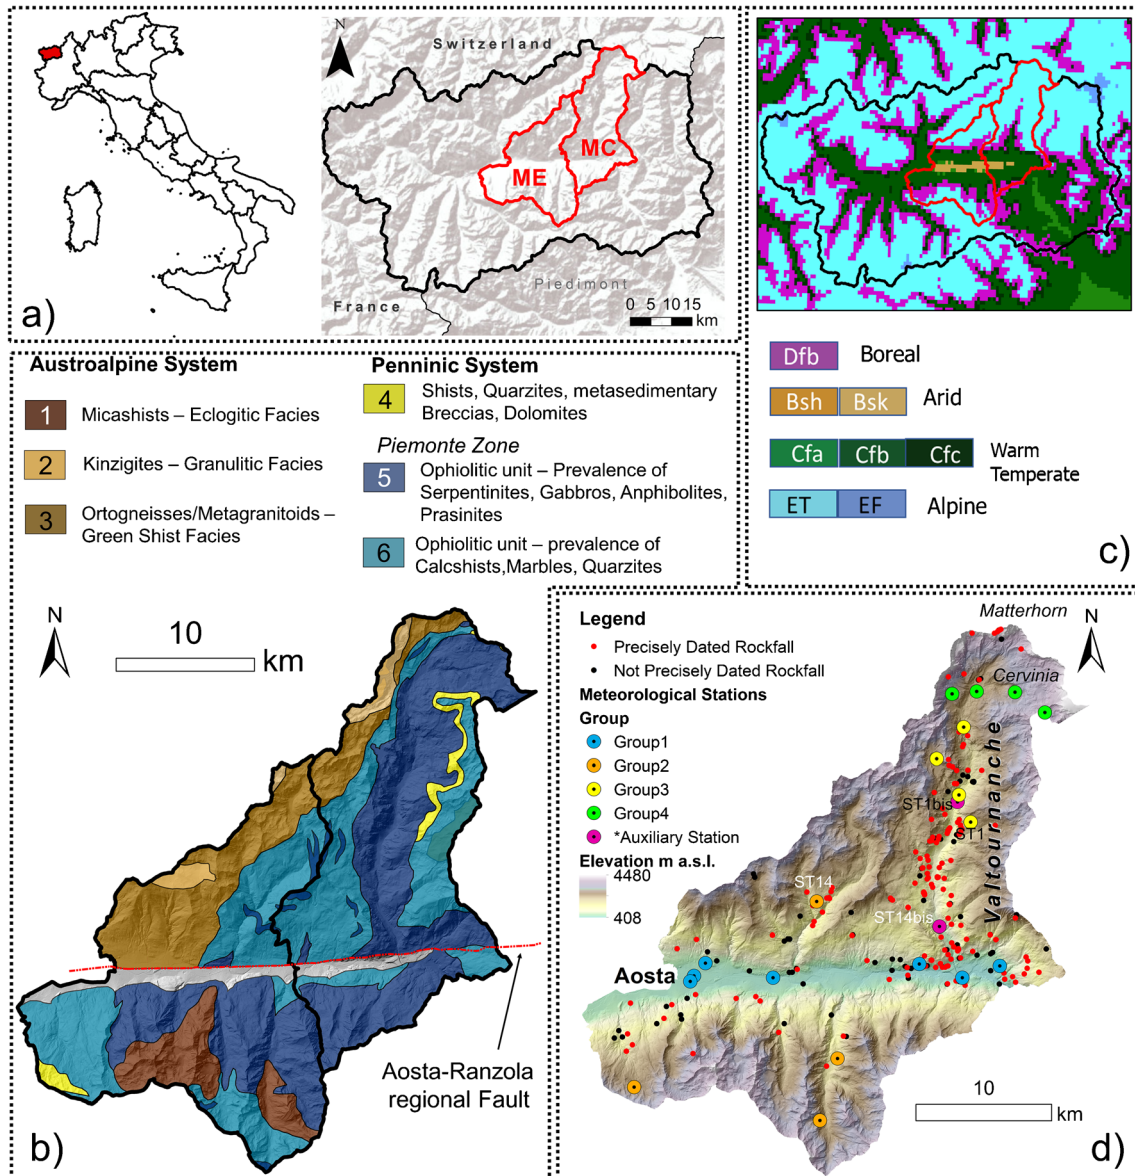 N
Switzerland
MC
ME
France
Piedimont
0 5 10 15
km
a)
Dfb Boreal
Bsh Bsk Arid
Cfa Cfb Cfc Warm
Temperate
ET EF Alpine
c)
Austroalpine System
1 Micashists – Eclogitic Facies
2 Kinzigites – Granulitic Facies
3 Ortogneisses/Metagranitoids –
Green Shist Facies
Penninic System
4 Shists, Quarzites, metasedimentary
Breccias, Dolomites
Piemonte Zone
5 Ophiolitic unit – Prevalence of
Serpentinites, Gabbros, Anphibolites,
Prasinites
6 Ophiolitic unit – prevalence of
Calcshists,Marbles, Quarzites
N
10
km
Aosta-Ranzola
regional Fault
b)
Legend
Precisely Dated Rockfall
Not Precisely Dated Rockfall
Meteorological Stations
Group
Group1
Group2
Group3
Group4
*Auxiliary Station
Elevation m a.s.l.
4480
408
Matterhorn
N
Cervinia
Valtournanche
ST1bis
ST1
ST14
ST14bis
Aosta
10
km
d)